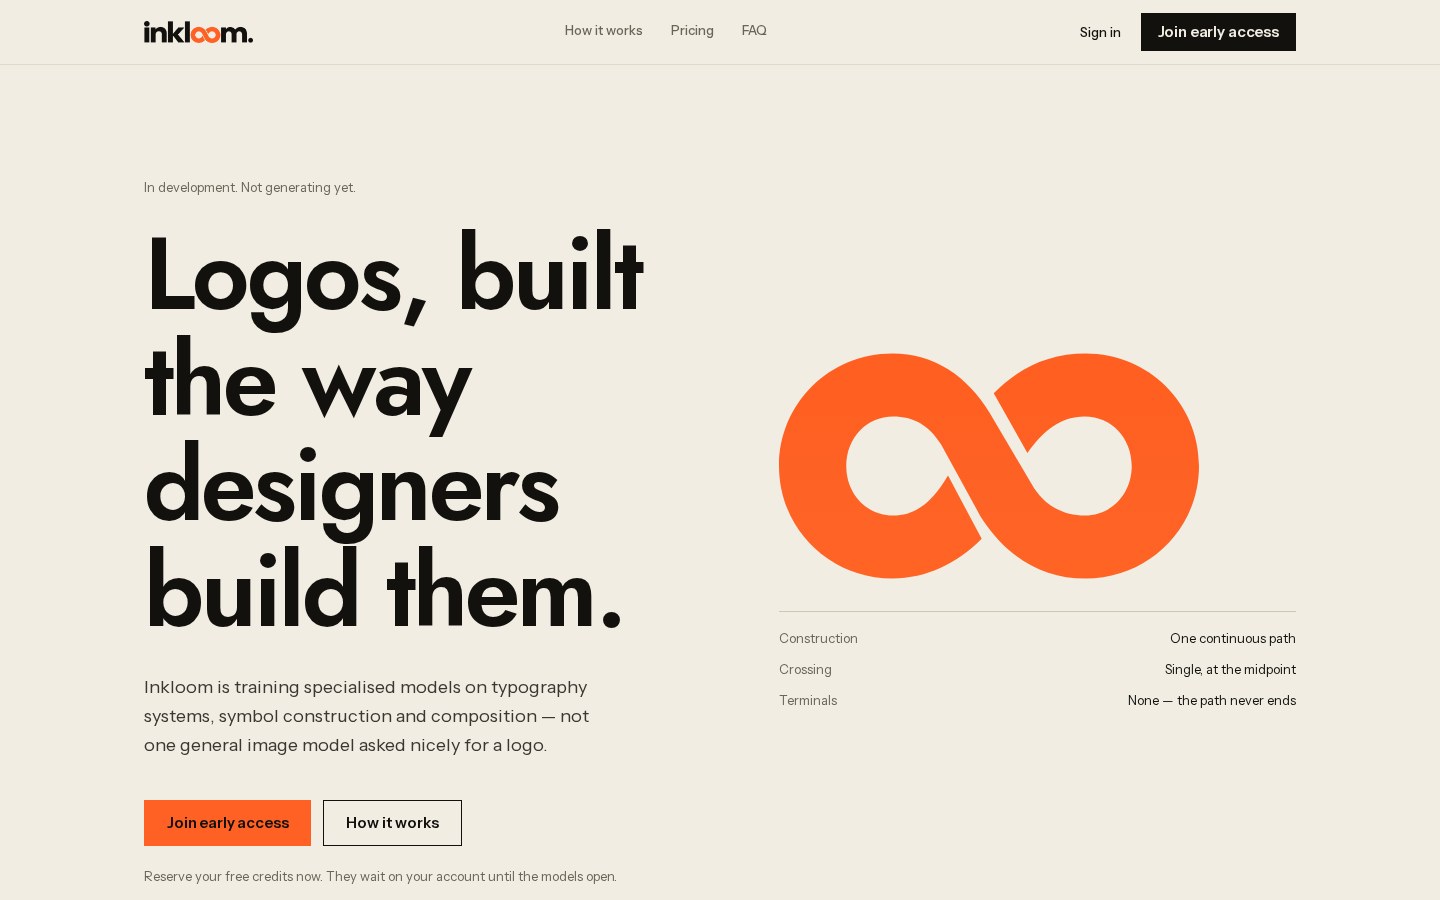 inkloom.
How it works
Pricing
FAQ
Sign in
Join early access
In development. Not generating yet.
Logos, built
the way
designers
build them.
Inkloom is training specialised models on typography
systems, symbol construction and composition — not
one general image model asked nicely for a logo.
Join early access
How it works
Reserve your free credits now. They wait on your account until the models open.
Construction One continuous path
Crossing Single, at the midpoint
Terminals None — the path never ends